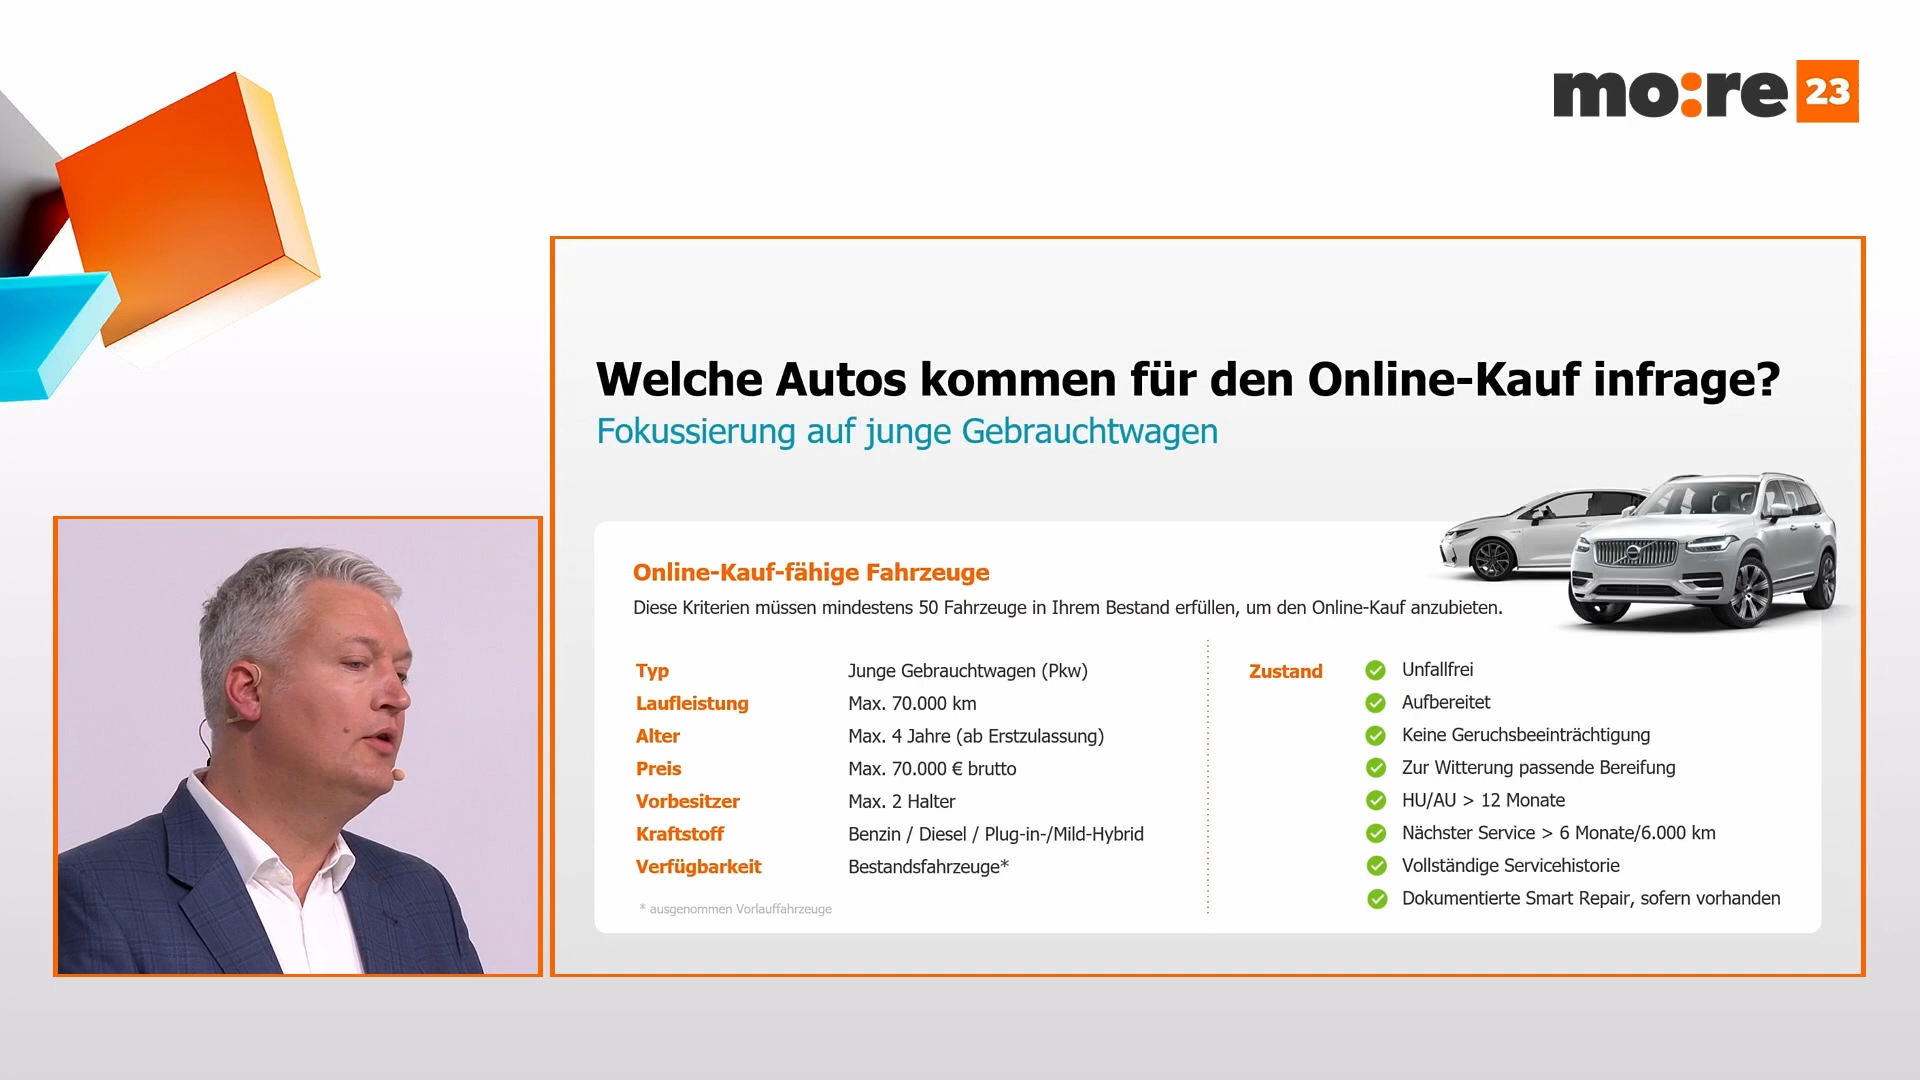 mo:re 23
Welche Autos kommen für den Online-Kauf infrage?
Fokussierung auf junge Gebrauchtwagen
Online-Kauf-fähige Fahrzeuge
Diese Kriterien müssen mindestens 50 Fahrzeuge in Ihrem Bestand erfüllen, um den Online-Kauf anzubieten.
Typ Junge Gebrauchtwagen (Pkw)
Laufleistung Max. 70.000 km
Alter Max. 4 Jahre (ab Erstzulassung)
Preis Max. 70.000 € brutto
Vorbesitzer Max. 2 Halter
Kraftstoff Benzin / Diesel / Plug-in-/Mild-Hybrid
Verfügbarkeit Bestandsfahrzeuge*
* ausgenommen Vorlauffahrzeuge
Zustand Unfallfrei
Aufbereitet
Keine Geruchsbeeinträchtigung
Zur Witterung passende Bereifung
HU/AU > 12 Monate
Nächster Service > 6 Monate/6.000 km
Vollständige Servicehistorie
Dokumentierte Smart Repair, sofern vorhanden